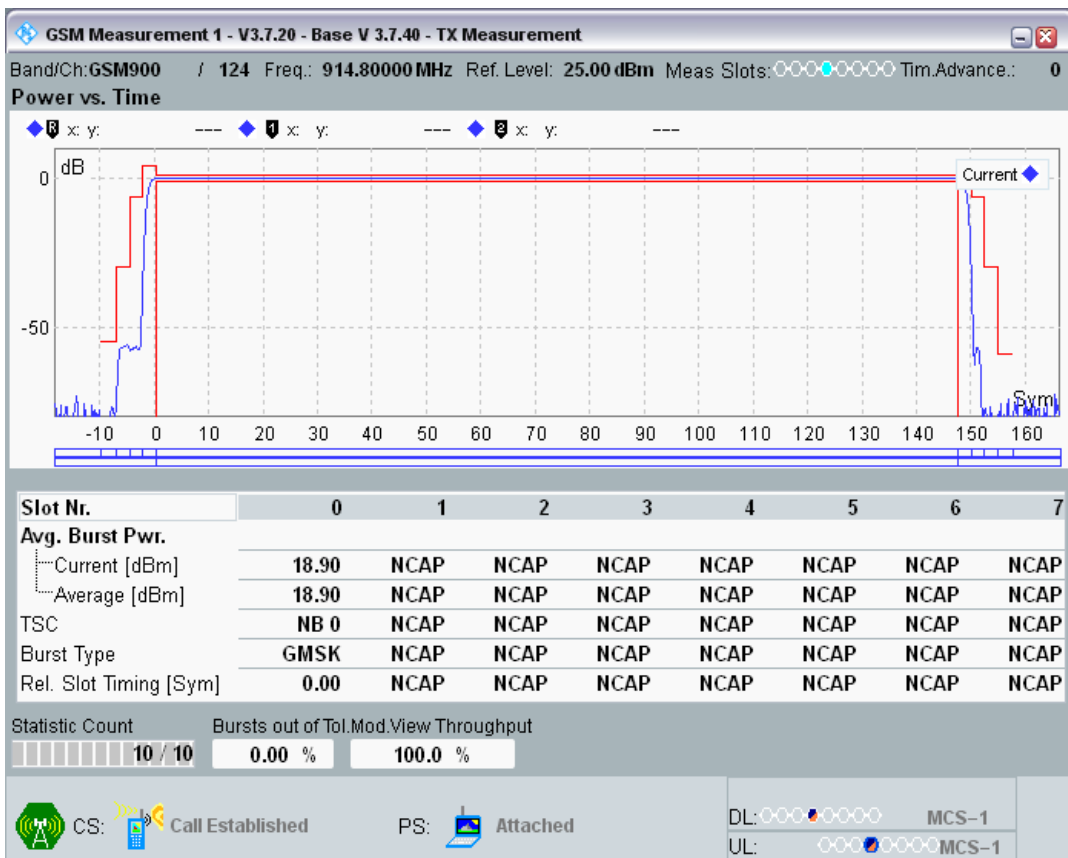 GSM Measurement 1 - V3.7.20 - Base V 3.7.40 - TX Measurement
Band/Ch:GSM900 / 124 Freq.: 914.80000 MHz Ref. Level: 25.00 dBm Meas Slots: Tim.Advance.: 0
Power vs. Time
R x: y: --- 1 x: y: --- 2 x: y: ---
dB
Current
0
-50
Sym
-10 0 10 20 30 40 50 60 70 80 90 100 110 120 130 140 150 160
Slot Nr. 0 1 2 3 4 5 6 7
Avg. Burst Pwr.
Current [dBm] 18.90 NCAP NCAP NCAP NCAP NCAP NCAP NCAP
Average [dBm] 18.90 NCAP NCAP NCAP NCAP NCAP NCAP NCAP
TSC NB 0 NCAP NCAP NCAP NCAP NCAP NCAP NCAP
Burst Type GMSK NCAP NCAP NCAP NCAP NCAP NCAP NCAP
Rel. Slot Timing [Sym] 0.00 NCAP NCAP NCAP NCAP NCAP NCAP NCAP
Statistic Count Bursts out of Tol. Mod.View Throughput
10 / 10 0.00 % 100.0 %
CS: Call Established PS: Attached
DL: MCS-1
UL: MCS-1